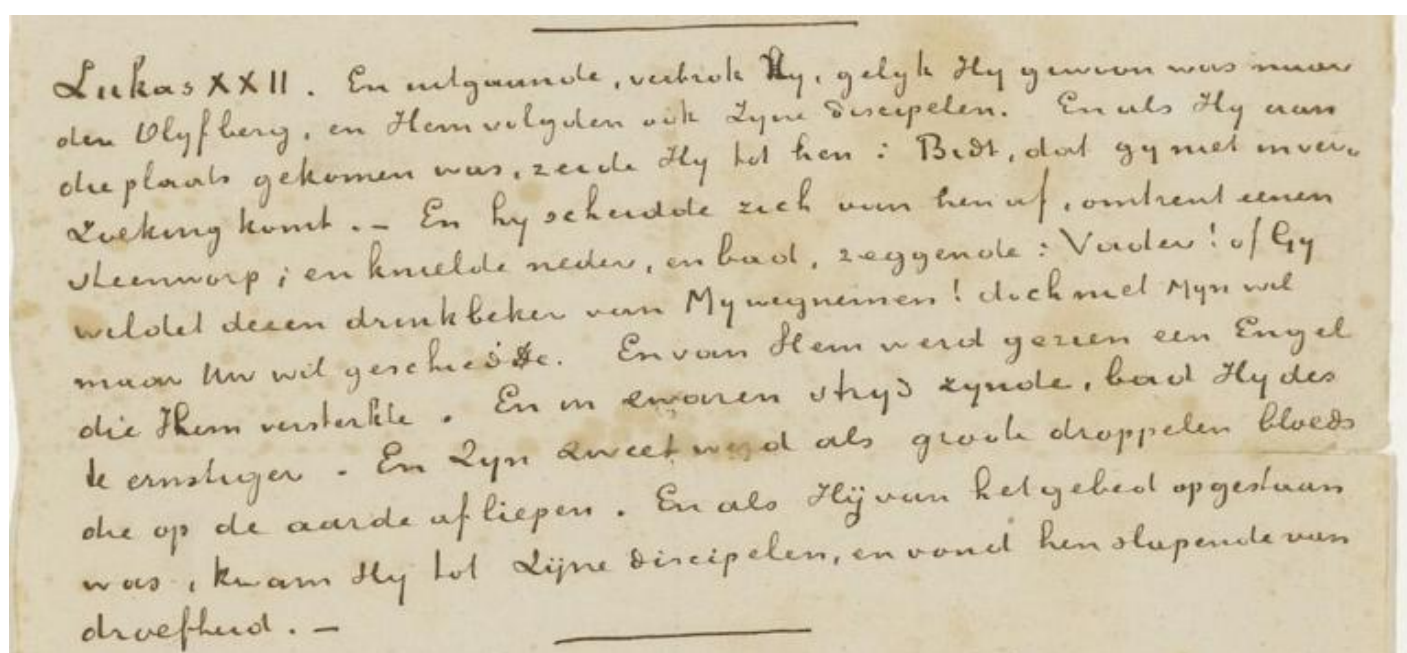 Lukas XXII. En uitgaande, vertrok Hy, gelyk Hy gewoon was naar
den Olyfberg, en Hem volgden ook Zyne discipelen. En als Hy aan
die plaats gekomen was, zeide Hy tot hen: Bidt, dat gy niet in ver-
zoeking komt. — En hy scheidde zich van hen af, omtrent eenen
steenworp; en knielde neder, en bad, zeggende: Vader! of Gy
wildet dezen drinkbeker van My wegnemen! doch niet Myn wil
maar Uw wil geschiedde. En van Hem werd gezien een Engel
die Hem versterkte. En in zwaren stryd zynde, bad Hy des
te ernstiger. En Zyn zweet werd als groote droppelen bloeds
die op de aarde afliepen. En als Hij van het gebed opgestaan
was, kwam Hy tot Zijne discipelen, en vond hen slapende van
droefheid. —